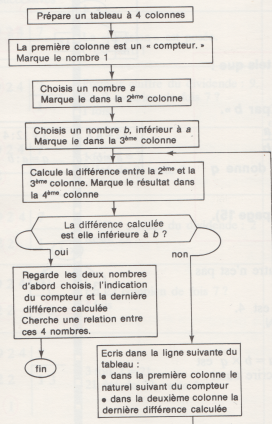 Prépare un tableau à 4 colonnes
La première colonne est un « compteur. »
Marque le nombre 1
Choisis un nombre a
Marque le dans la 2ème colonne
Choisis un nombre b, inférieur à a
Marque le dans la 3ème colonne
Calcule la différence entre la 2ème et la
3ème colonne. Marque le résultat dans
la 4ème colonne
La différence calculée
est elle inférieure à b ?
oui
non
Regarde les deux nombres
d'abord choisis, l'indication
du compteur et la dernière
différence calculée
Cherche une relation entre
ces 4 nombres.
fin
Ecris dans la ligne suivante du
tableau :
• dans la première colonne le
naturel suivant du compteur
• dans la deuxième colonne la
dernière différence calculée